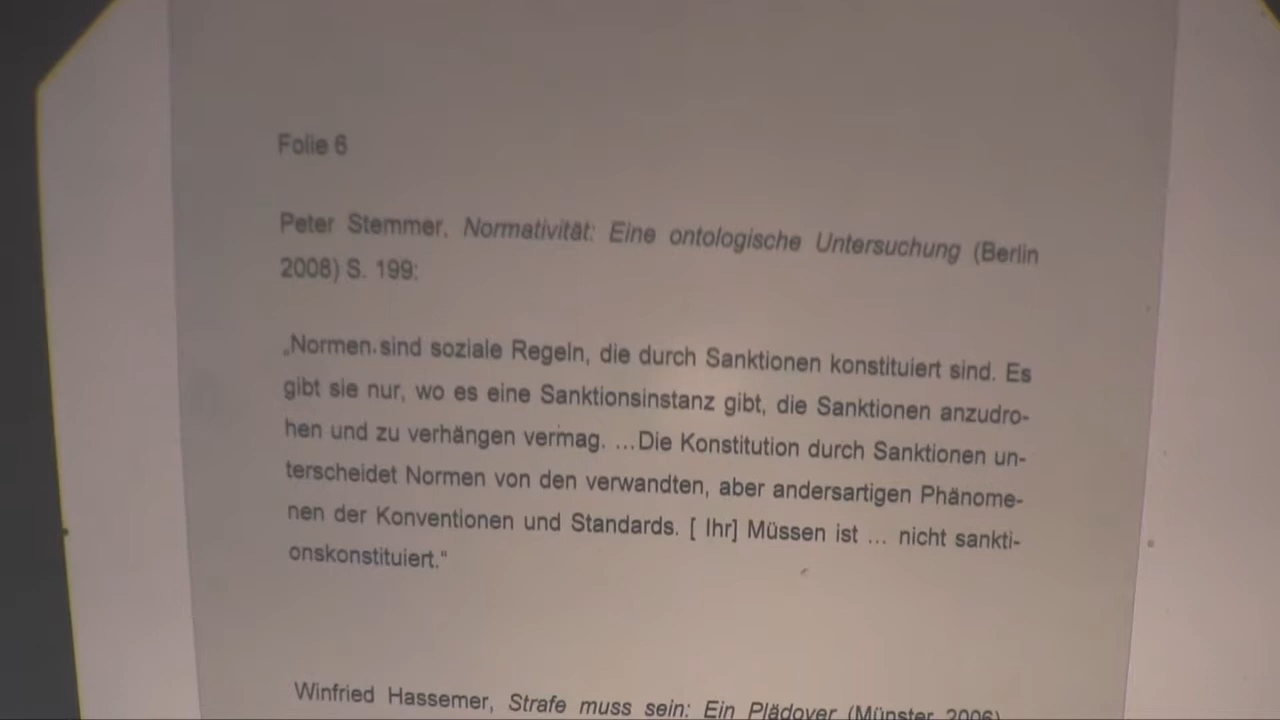 Folie 6
Peter Stemmer, Normativität: Eine ontologische Untersuchung (Berlin
2008) S. 199:
„Normen sind soziale Regeln, die durch Sanktionen konstituiert sind. Es
gibt sie nur, wo es eine Sanktionsinstanz gibt, die Sanktionen anzudro-
hen und zu verhängen vermag. …Die Konstitution durch Sanktionen un-
terscheidet Normen von den verwandten, aber andersartigen Phänome-
nen der Konventionen und Standards. [ Ihr] Müssen ist … nicht sankti-
onskonstituiert.“
Winfried Hassemer, Strafe muss sein: Ein Plädoyer (Münster 2006)